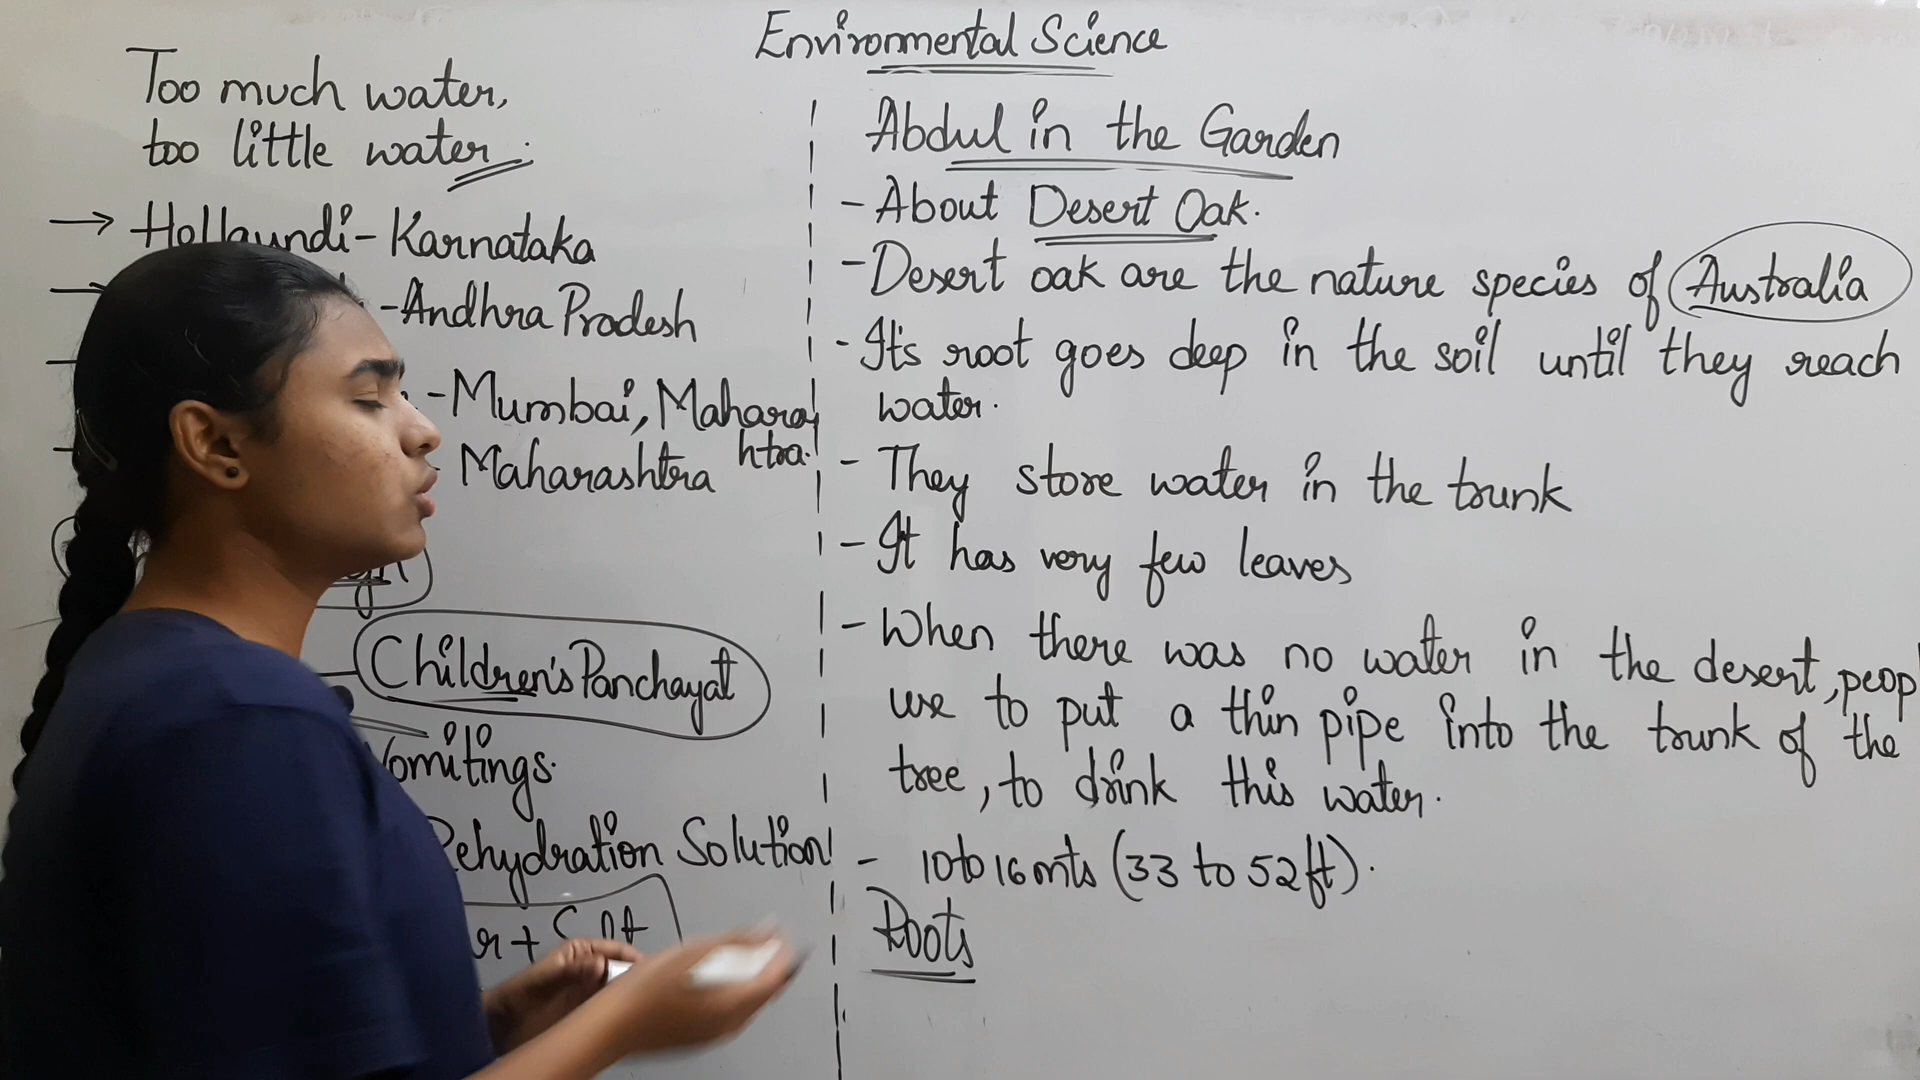 Environmental Science
Too much water,
too little water.
→ Hollgundi - Karnataka
- Andhra Pradesh
- Mumbai, Maharas
htra.
Maharashtra
Children's Panchayat
Vomitings.
Rehydration Solution
+ Salt
Abdul in the Garden
- About Desert Oak.
- Desert oak are the nature species of Australia
- It's root goes deep in the soil until they reach
water.
- They store water in the trunk
- It has very few leaves
- When there was no water in the desert, peop
use to put a thin pipe into the trunk of the
tree, to drink this water.
- 10 to 16 mts (33 to 52 ft).
Roots